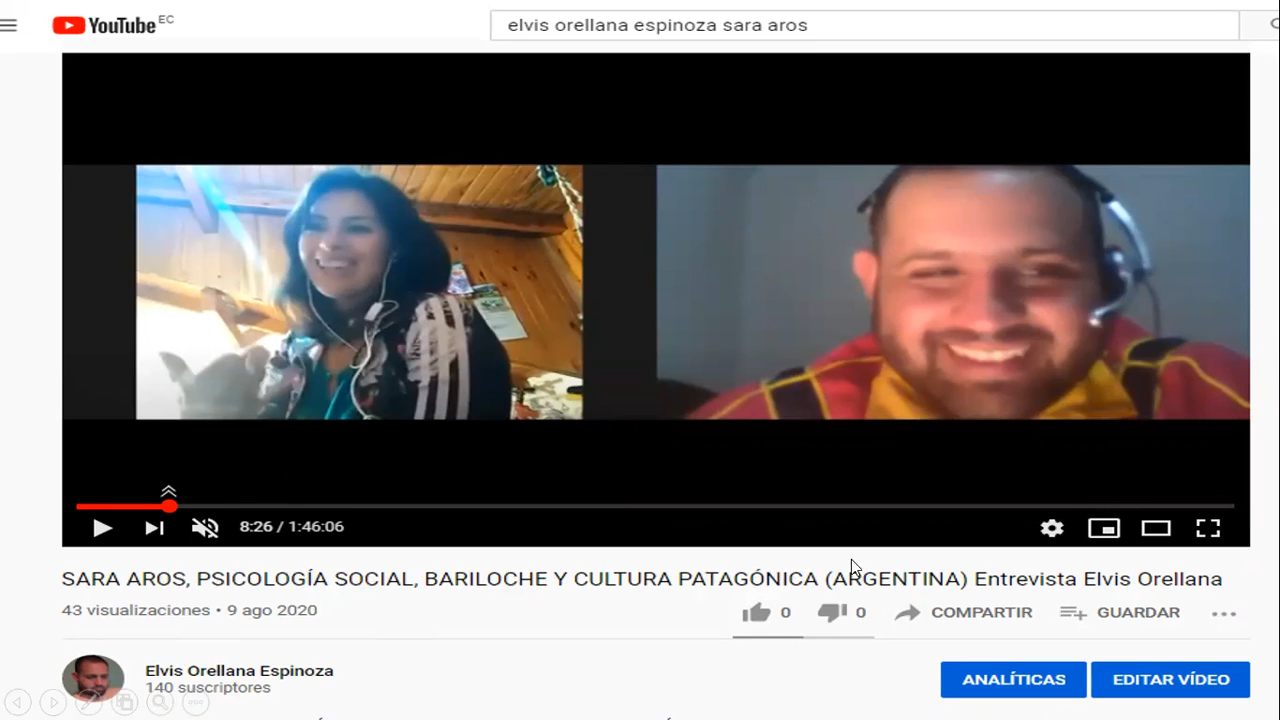 YouTube EC
elvis orellana espinoza sara aros
8:26 / 1:46:06
SARA AROS, PSICOLOGÍA SOCIAL, BARILOCHE Y CULTURA PATAGÓNICA (ARGENTINA) Entrevista Elvis Orellana
43 visualizaciones • 9 ago 2020
0 0 COMPARTIR GUARDAR
Elvis Orellana Espinoza
140 suscriptores
ANALÍTICAS EDITAR VÍDEO